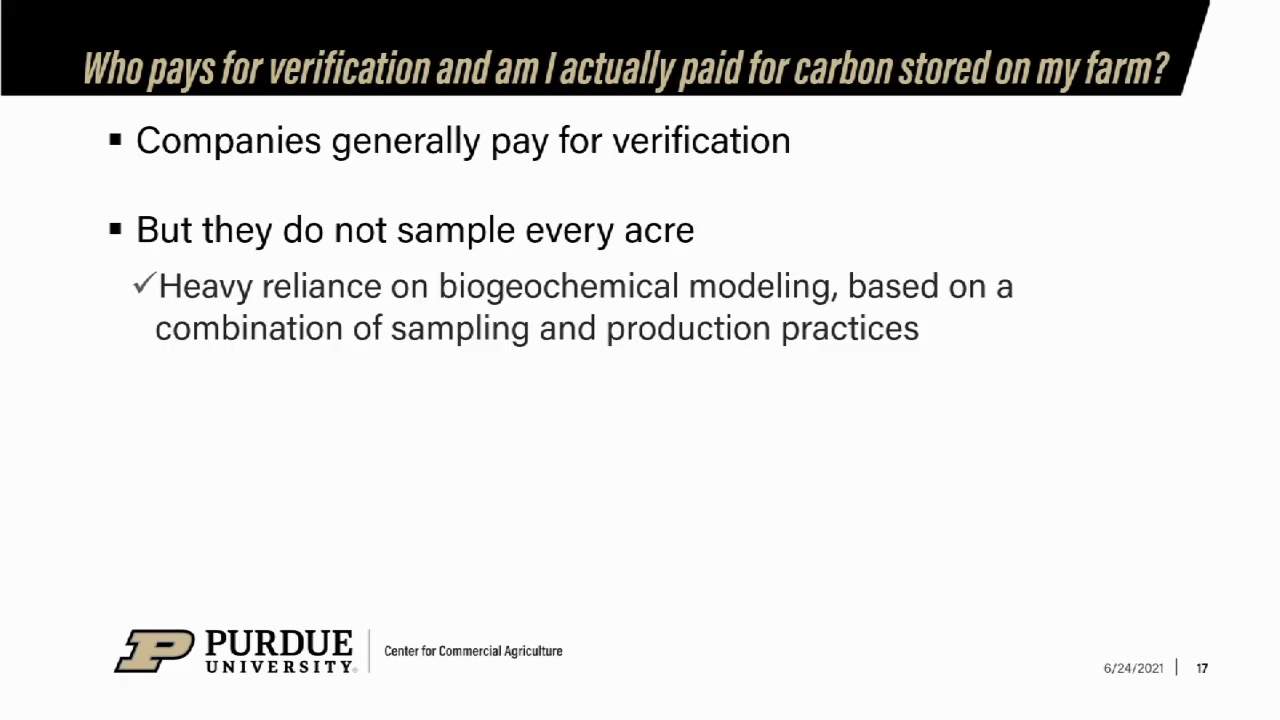 Who pays for verification and am I actually paid for carbon stored on my farm?
▪ Companies generally pay for verification
▪ But they do not sample every acre
✓Heavy reliance on biogeochemical modeling, based on a
combination of sampling and production practices
P PURDUE
UNIVERSITY®
Center for Commercial Agriculture
6/24/2021 | 17